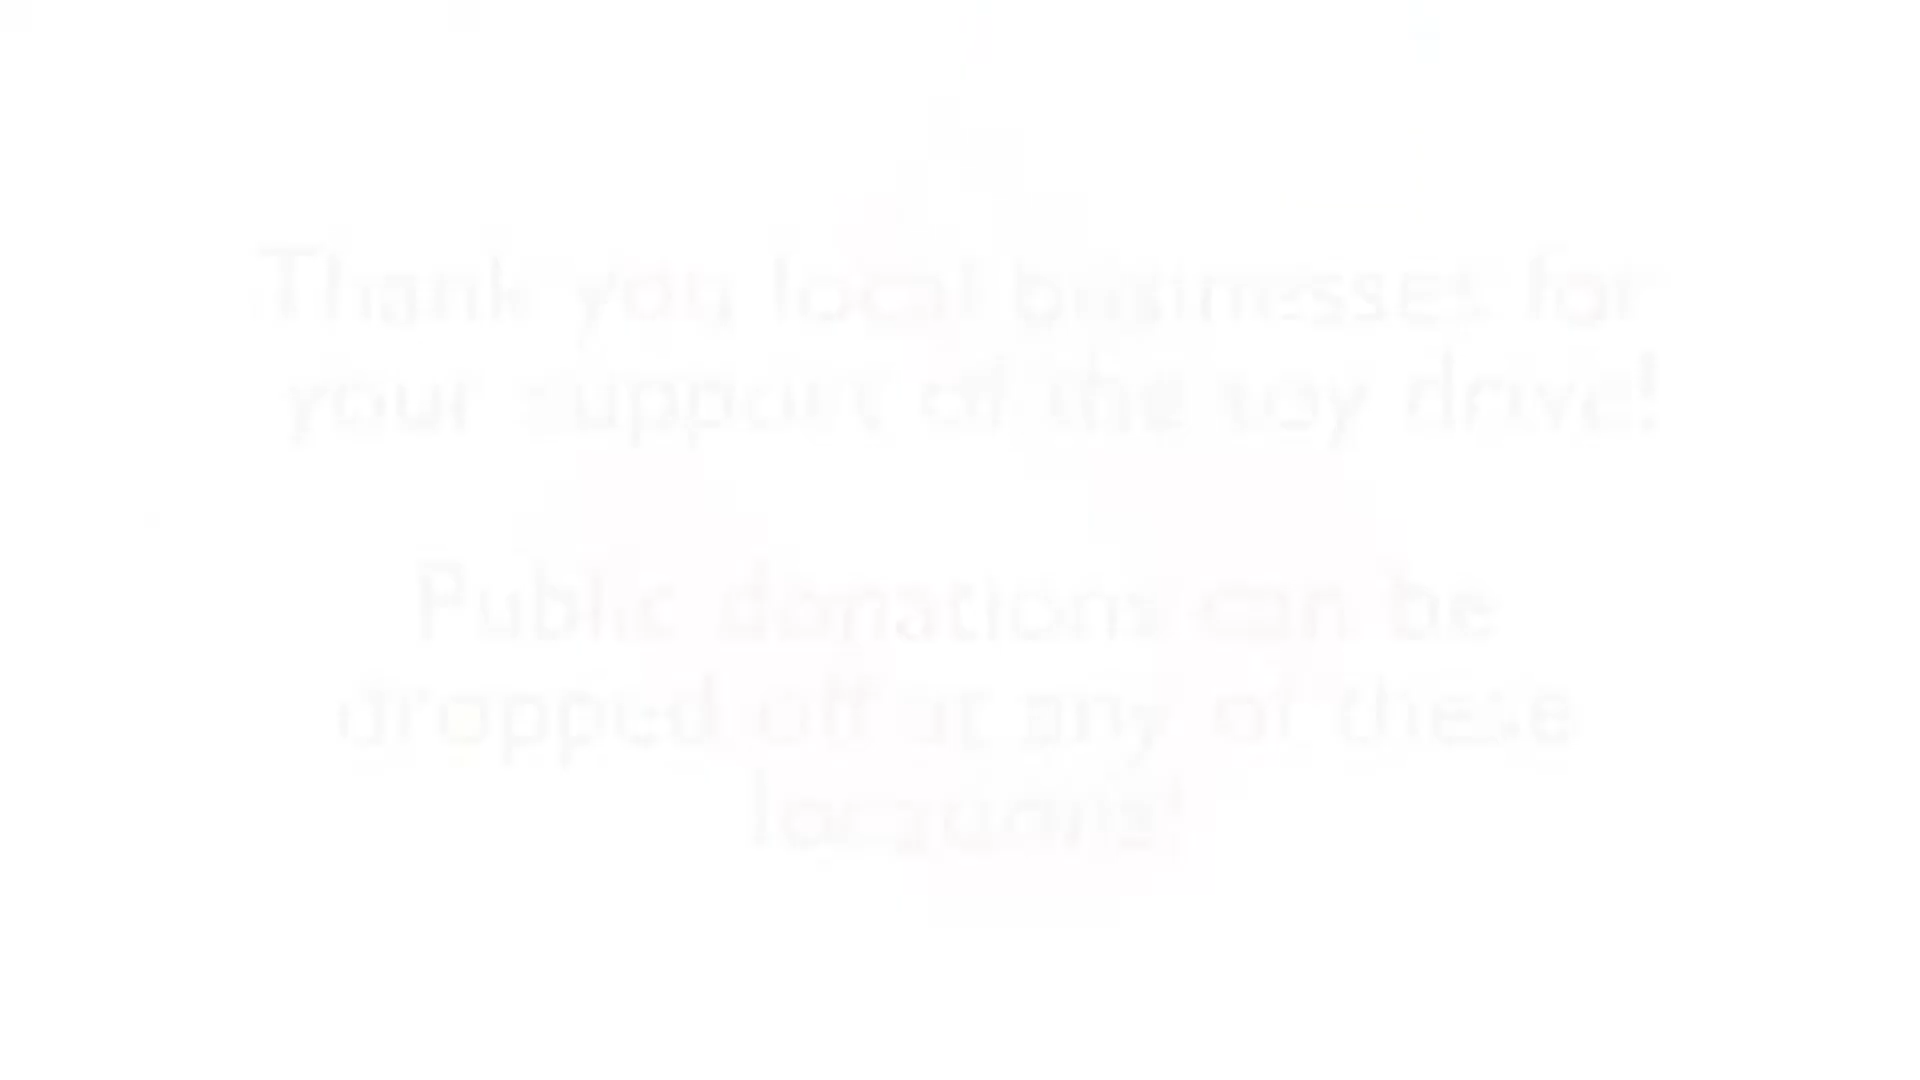 Thank you local businesses for
your support of the toy drive!
Public donations can be
dropped off at any of these
locations!